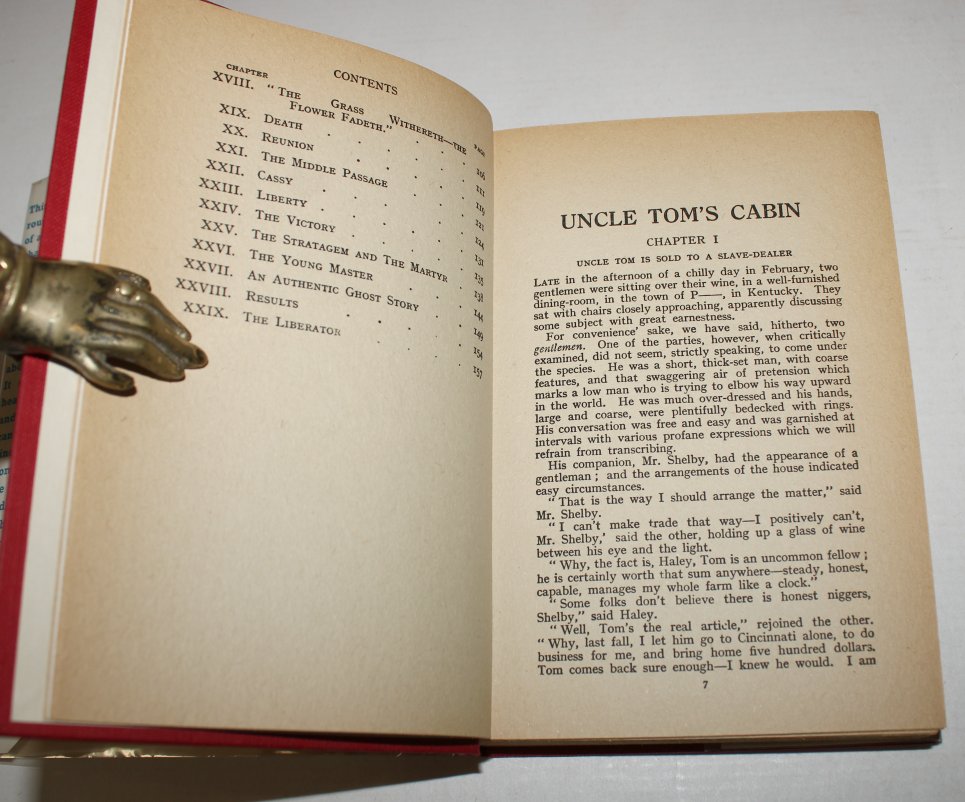 CHAPTER
CONTENTS
PAGE
XVIII. "THE GRASS WITHERETH—THE
FLOWER FADETH."
106
XIX. DEATH 111
XX. REUNION 119
XXI. THE MIDDLE PASSAGE 121
XXII. CASSY 124
XXIII. LIBERTY 131
XXIV. THE VICTORY 135
XXV. THE STRATAGEM AND THE MARTYR 138
XXVI. THE YOUNG MASTER 144
XXVII. AN AUTHENTIC GHOST STORY 149
XXVIII. RESULTS 154
XXIX. THE LIBERATOR 157
UNCLE TOM'S CABIN
CHAPTER I
UNCLE TOM IS SOLD TO A SLAVE-DEALER
LATE in the afternoon of a chilly day in February, two
gentlemen were sitting over their wine, in a well-furnished
dining-room, in the town of P——, in Kentucky. They
sat with chairs closely approaching, apparently discussing
some subject with great earnestness.
For convenience' sake, we have said, hitherto, two
gentlemen. One of the parties, however, when critically
examined, did not seem, strictly speaking, to come under
the species. He was a short, thick-set man, with coarse
features, and that swaggering air of pretension which
marks a low man who is trying to elbow his way upward
in the world. He was much over-dressed and his hands,
large and coarse, were plentifully bedecked with rings.
His conversation was free and easy and was garnished at
intervals with various profane expressions which we will
refrain from transcribing.
His companion, Mr. Shelby, had the appearance of a
gentleman; and the arrangements of the house indicated
easy circumstances.
"That is the way I should arrange the matter," said
Mr. Shelby.
"I can't make trade that way—I positively can't,
Mr. Shelby,' said the other, holding up a glass of wine
between his eye and the light.
"Why, the fact is, Haley, Tom is an uncommon fellow;
he is certainly worth that sum anywhere—steady, honest,
capable, manages my whole farm like a clock."
"Some folks don't believe there is honest niggers,
Shelby," said Haley.
"Well, Tom's the real article," rejoined the other.
"Why, last fall, I let him go to Cincinnati alone, to do
business for me, and bring home five hundred dollars.
Tom comes back sure enough—I knew he would. I am
7